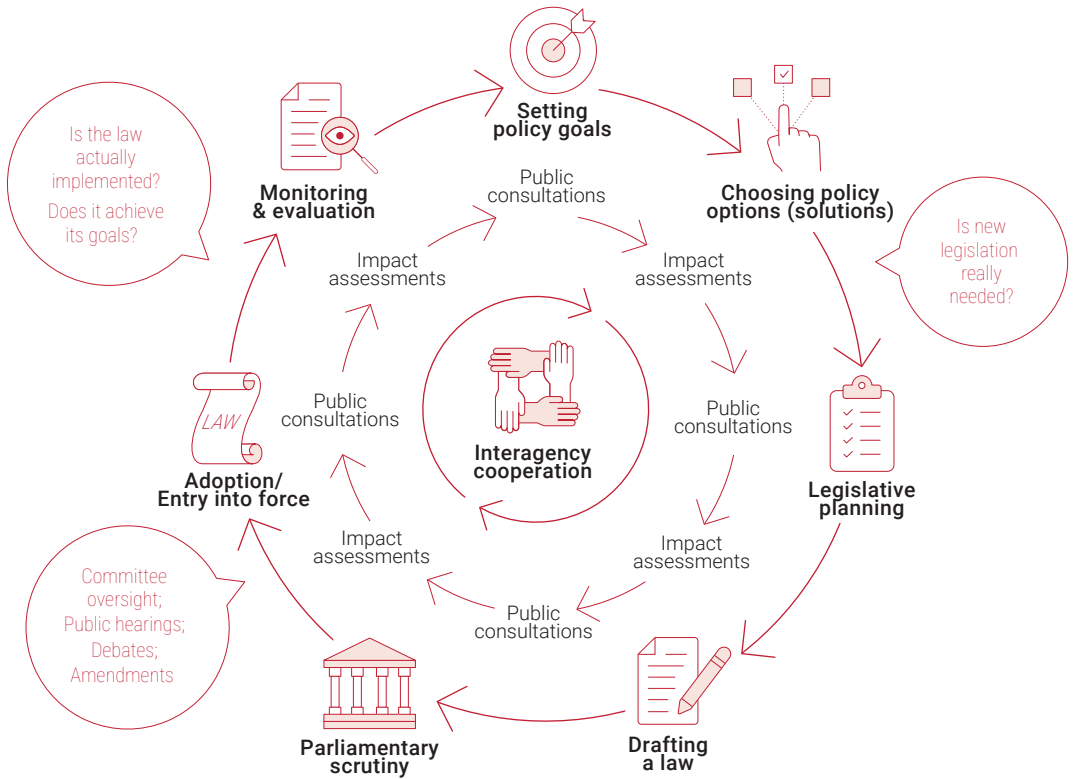 Setting
policy goals
Choosing policy
options (solutions)
Is new
legislation
really
needed?
Legislative
planning
Drafting
a law
Parliamentary
scrutiny
Committee
oversight;
Public hearings;
Debates;
Amendments
LAW
Adoption/
Entry into force
Monitoring
& evaluation
Is the law
actually
implemented?
Does it achieve
its goals?
Public
consultations
Impact
assessments
Public
consultations
Impact
assessments
Public
consultations
Impact
assessments
Public
consultations
Impact
assessments
Interagency
cooperation